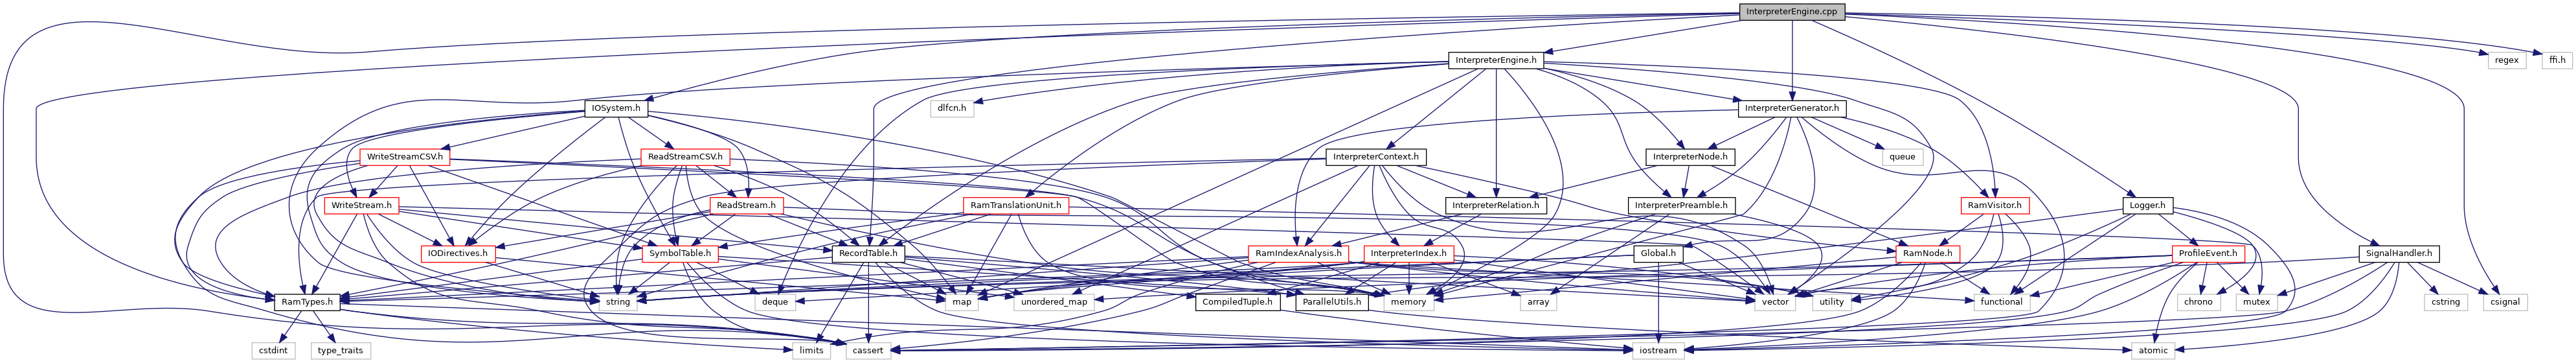 InterpreterEngine.cpp
InterpreterEngine.h
regex
ffi.h
IOSystem.h
dlfcn.h
InterpreterGenerator.h
WriteStreamCSV.h
ReadStreamCSV.h
InterpreterContext.h
InterpreterNode.h
queue
WriteStream.h
ReadStream.h
RamTranslationUnit.h
InterpreterRelation.h
InterpreterPreamble.h
RamVisitor.h
Logger.h
IODirectives.h
SymbolTable.h
RecordTable.h
RamIndexAnalysis.h
InterpreterIndex.h
Global.h
RamNode.h
ProfileEvent.h
SignalHandler.h
RamTypes.h
string
deque
map
unordered_map
CompiledTuple.h
ParallelUtils.h
memory
array
vector
utility
functional
chrono
mutex
cstring
csignal
cstdint
type_traits
limits
cassert
iostream
atomic